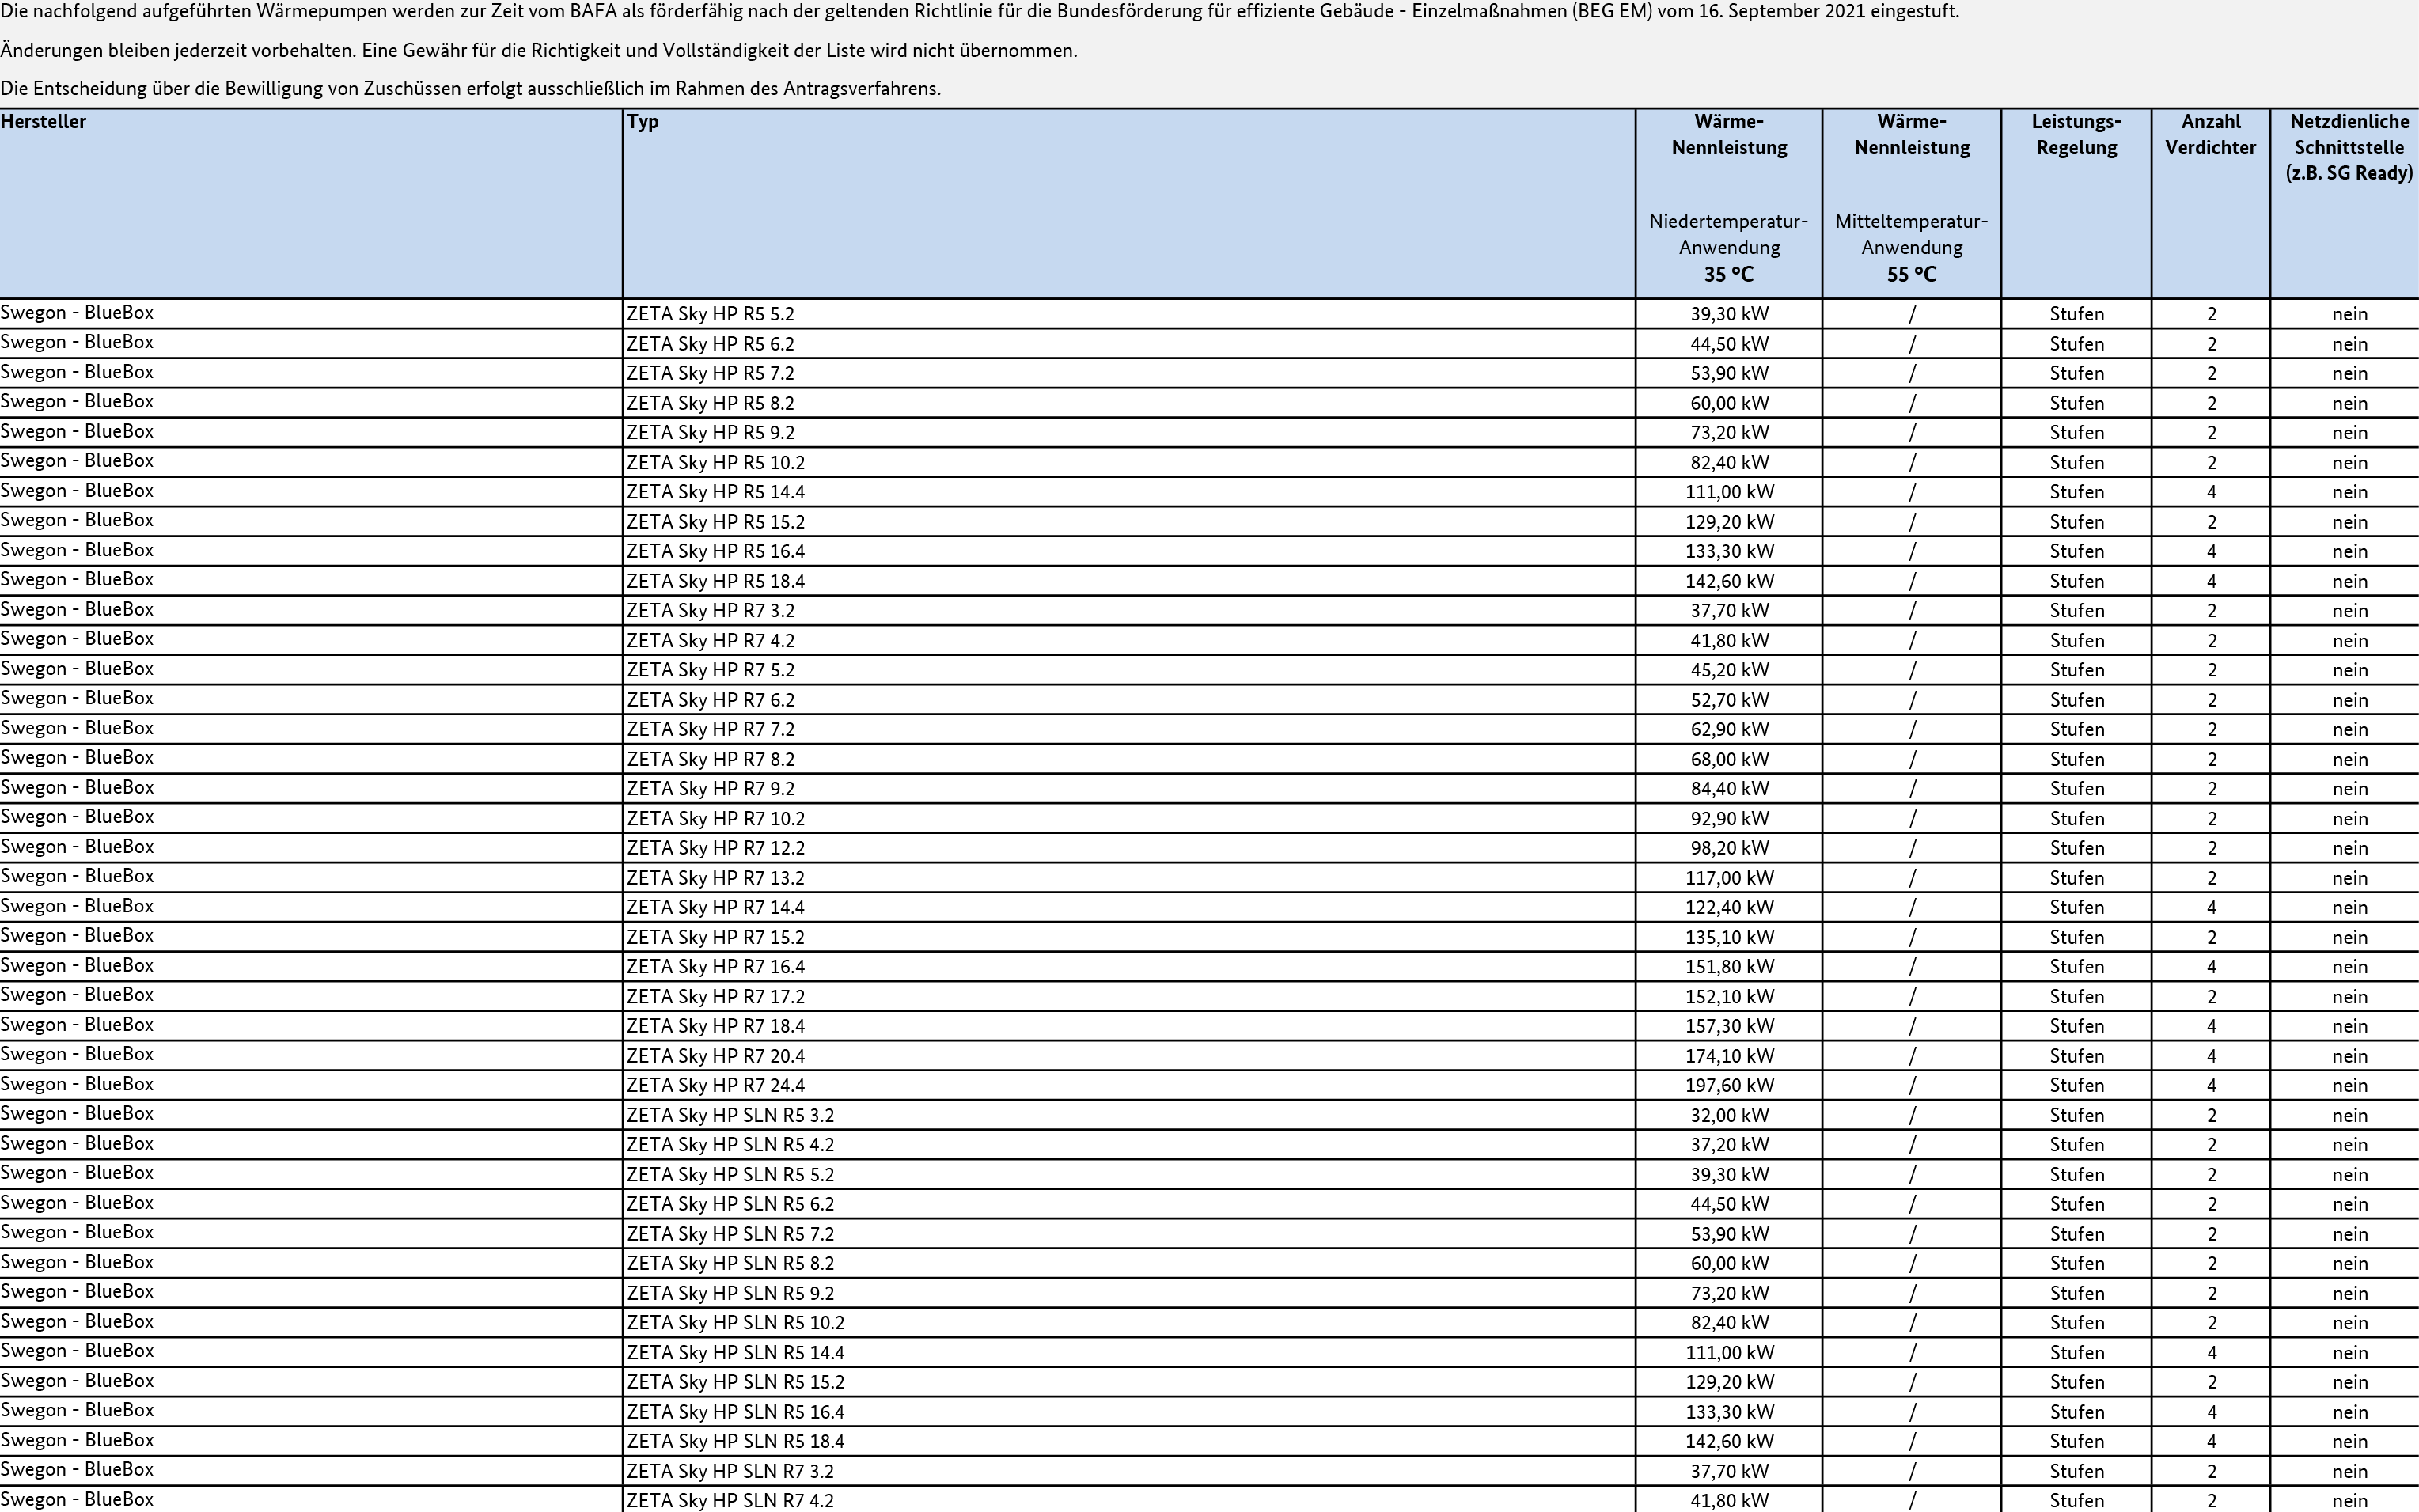 Die nachfolgend aufgeführten Wärmepumpen werden zur Zeit vom BAFA als förderfähig nach der geltenden Richtlinie für die Bundesförderung für effiziente Gebäude - Einzelmaßnahmen (BEG EM) vom 16. September 2021 eingestuft.
Änderungen bleiben jederzeit vorbehalten. Eine Gewähr für die Richtigkeit und Vollständigkeit der Liste wird nicht übernommen.
Die Entscheidung über die Bewilligung von Zuschüssen erfolgt ausschließlich im Rahmen des Antragsverfahrens.
Hersteller Typ Wärme- Wärme- Leistungs- Anzahl Netzdienliche
Nennleistung Nennleistung Regelung Verdichter Schnittstelle
(z.B. SG Ready)
Niedertemperatur- Mitteltemperatur-
Anwendung Anwendung
35 °C 55 °C
Swegon - BlueBox ZETA Sky HP R5 5.2 39,30 kW / Stufen 2 nein
Swegon - BlueBox ZETA Sky HP R5 6.2 44,50 kW / Stufen 2 nein
Swegon - BlueBox ZETA Sky HP R5 7.2 53,90 kW / Stufen 2 nein
Swegon - BlueBox ZETA Sky HP R5 8.2 60,00 kW / Stufen 2 nein
Swegon - BlueBox ZETA Sky HP R5 9.2 73,20 kW / Stufen 2 nein
Swegon - BlueBox ZETA Sky HP R5 10.2 82,40 kW / Stufen 2 nein
Swegon - BlueBox ZETA Sky HP R5 14.4 111,00 kW / Stufen 4 nein
Swegon - BlueBox ZETA Sky HP R5 15.2 129,20 kW / Stufen 2 nein
Swegon - BlueBox ZETA Sky HP R5 16.4 133,30 kW / Stufen 4 nein
Swegon - BlueBox ZETA Sky HP R5 18.4 142,60 kW / Stufen 4 nein
Swegon - BlueBox ZETA Sky HP R7 3.2 37,70 kW / Stufen 2 nein
Swegon - BlueBox ZETA Sky HP R7 4.2 41,80 kW / Stufen 2 nein
Swegon - BlueBox ZETA Sky HP R7 5.2 45,20 kW / Stufen 2 nein
Swegon - BlueBox ZETA Sky HP R7 6.2 52,70 kW / Stufen 2 nein
Swegon - BlueBox ZETA Sky HP R7 7.2 62,90 kW / Stufen 2 nein
Swegon - BlueBox ZETA Sky HP R7 8.2 68,00 kW / Stufen 2 nein
Swegon - BlueBox ZETA Sky HP R7 9.2 84,40 kW / Stufen 2 nein
Swegon - BlueBox ZETA Sky HP R7 10.2 92,90 kW / Stufen 2 nein
Swegon - BlueBox ZETA Sky HP R7 12.2 98,20 kW / Stufen 2 nein
Swegon - BlueBox ZETA Sky HP R7 13.2 117,00 kW / Stufen 2 nein
Swegon - BlueBox ZETA Sky HP R7 14.4 122,40 kW / Stufen 4 nein
Swegon - BlueBox ZETA Sky HP R7 15.2 135,10 kW / Stufen 2 nein
Swegon - BlueBox ZETA Sky HP R7 16.4 151,80 kW / Stufen 4 nein
Swegon - BlueBox ZETA Sky HP R7 17.2 152,10 kW / Stufen 2 nein
Swegon - BlueBox ZETA Sky HP R7 18.4 157,30 kW / Stufen 4 nein
Swegon - BlueBox ZETA Sky HP R7 20.4 174,10 kW / Stufen 4 nein
Swegon - BlueBox ZETA Sky HP R7 24.4 197,60 kW / Stufen 4 nein
Swegon - BlueBox ZETA Sky HP SLN R5 3.2 32,00 kW / Stufen 2 nein
Swegon - BlueBox ZETA Sky HP SLN R5 4.2 37,20 kW / Stufen 2 nein
Swegon - BlueBox ZETA Sky HP SLN R5 5.2 39,30 kW / Stufen 2 nein
Swegon - BlueBox ZETA Sky HP SLN R5 6.2 44,50 kW / Stufen 2 nein
Swegon - BlueBox ZETA Sky HP SLN R5 7.2 53,90 kW / Stufen 2 nein
Swegon - BlueBox ZETA Sky HP SLN R5 8.2 60,00 kW / Stufen 2 nein
Swegon - BlueBox ZETA Sky HP SLN R5 9.2 73,20 kW / Stufen 2 nein
Swegon - BlueBox ZETA Sky HP SLN R5 10.2 82,40 kW / Stufen 2 nein
Swegon - BlueBox ZETA Sky HP SLN R5 14.4 111,00 kW / Stufen 4 nein
Swegon - BlueBox ZETA Sky HP SLN R5 15.2 129,20 kW / Stufen 2 nein
Swegon - BlueBox ZETA Sky HP SLN R5 16.4 133,30 kW / Stufen 4 nein
Swegon - BlueBox ZETA Sky HP SLN R5 18.4 142,60 kW / Stufen 4 nein
Swegon - BlueBox ZETA Sky HP SLN R7 3.2 37,70 kW / Stufen 2 nein
Swegon - BlueBox ZETA Sky HP SLN R7 4.2 41,80 kW / Stufen 2 nein